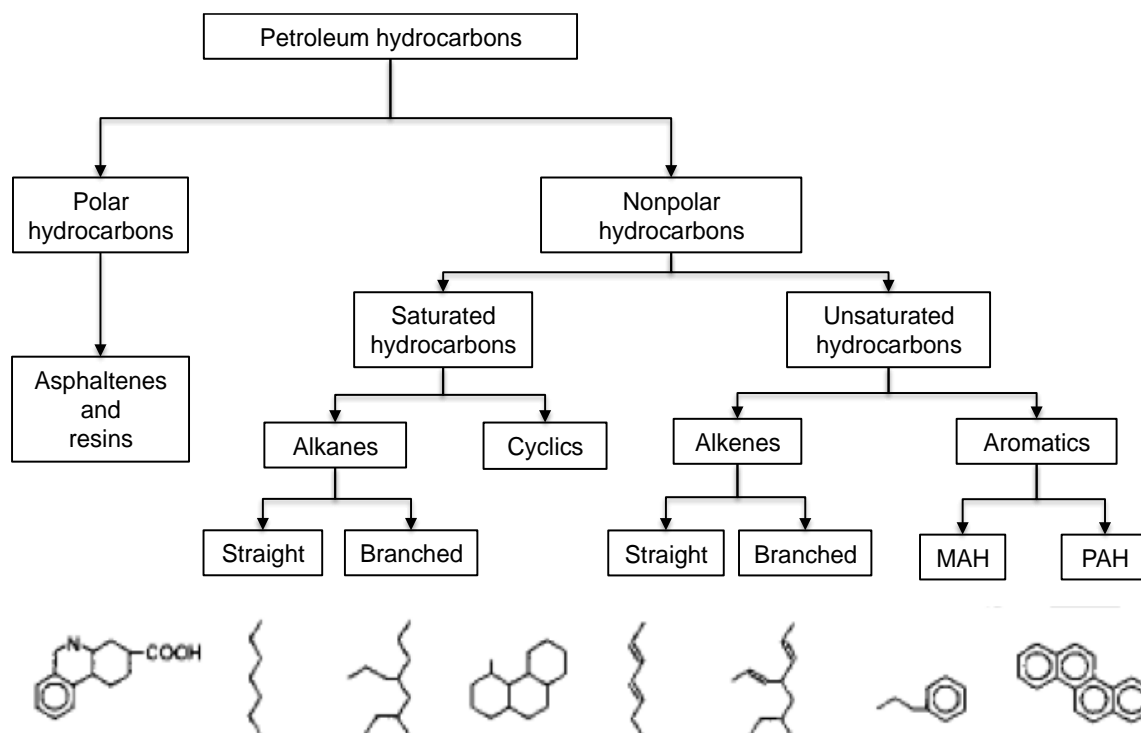 Petroleum hydrocarbons
Polar
hydrocarbons
Nonpolar
hydrocarbons
Saturated
hydrocarbons
Unsaturated
hydrocarbons
Asphaltenes
and
resins
Alkanes
Cyclics
Alkenes
Aromatics
Straight
Branched
Straight
Branched
MAH
PAH
N
COOH